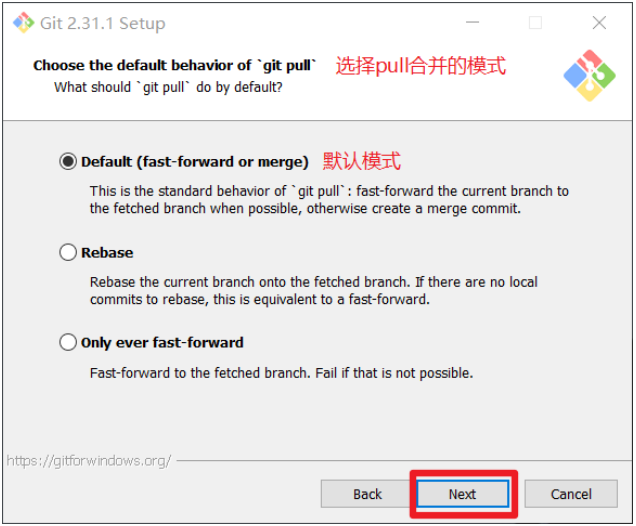 Git 2.31.1 Setup
Choose the default behavior of `git pull` 选择pull合并的模式
What should `git pull` do by default?
Default (fast-forward or merge) 默认模式
This is the standard behavior of `git pull`: fast-forward the current branch to
the fetched branch when possible, otherwise create a merge commit.
Rebase
Rebase the current branch onto the fetched branch. If there are no local
commits to rebase, this is equivalent to a fast-forward.
Only ever fast-forward
Fast-forward to the fetched branch. Fail if that is not possible.
https://gitforwindows.org/
Back Next Cancel